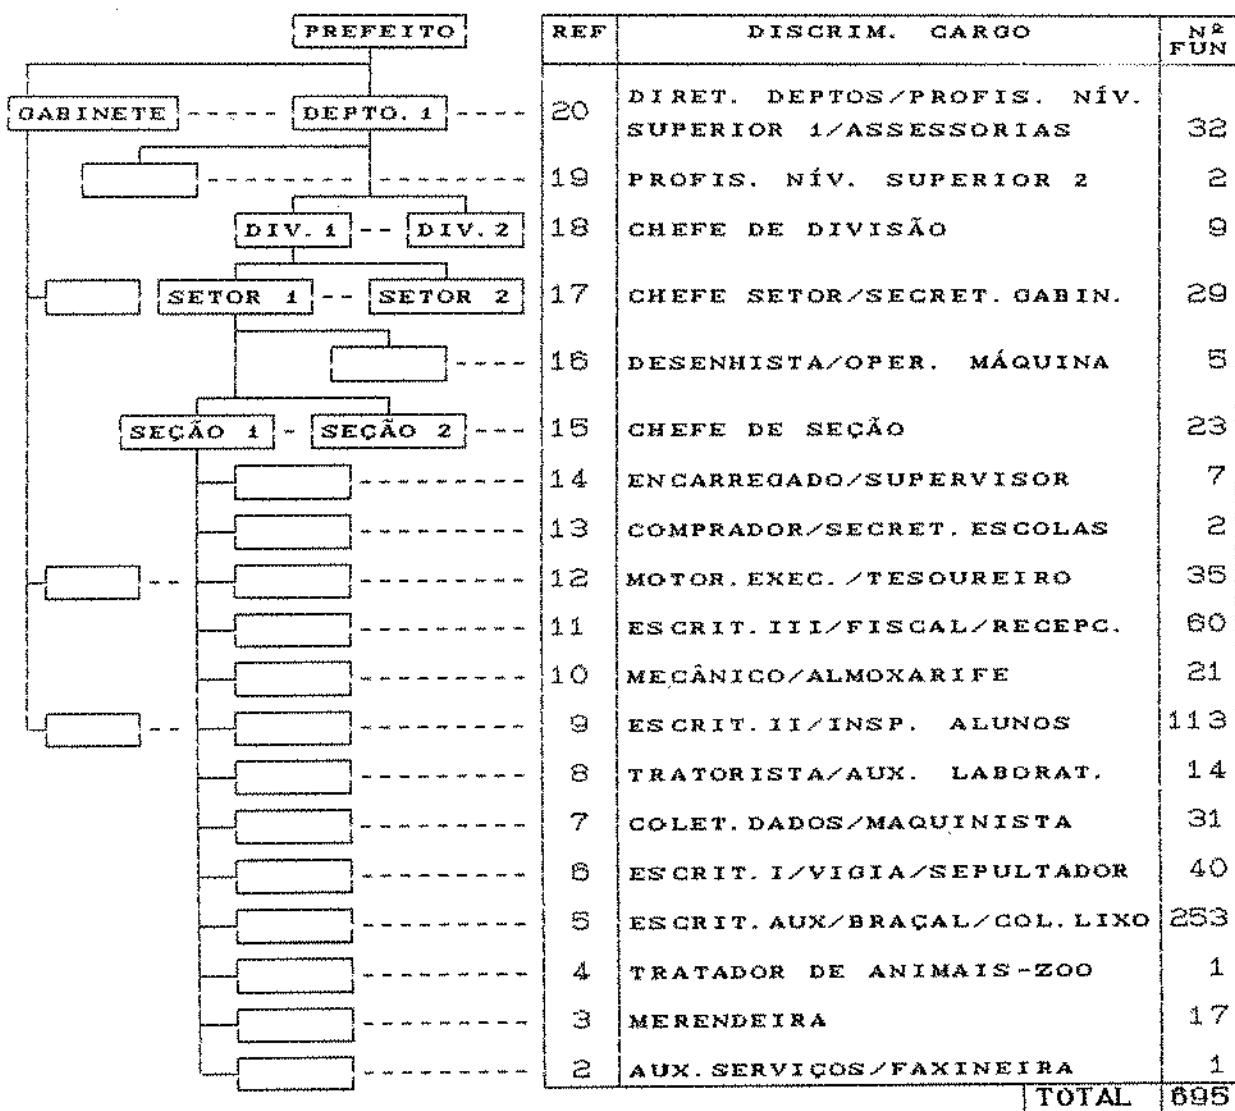 PREFEITO REF DISCRIM. CARGO Nº FUN
GABINETE DEPTO. 1 20 DIRET. DEPTOS/PROFIS. NÍV.
SUPERIOR 1/ASSESSORIAS 32
19 PROFIS. NÍV. SUPERIOR 2 2
DIV. 1 DIV. 2 18 CHEFE DE DIVISÃO 9
SETOR 1 SETOR 2 17 CHEFE SETOR/SECRET. GABIN. 29
16 DESENHISTA/OPER. MÁQUINA 5
SEÇÃO 1 SEÇÃO 2 15 CHEFE DE SEÇÃO 23
14 ENCARREGADO/SUPERVISOR 7
13 COMPRADOR/SECRET. ESCOLAS 2
12 MOTOR. EXEC. /TESOUREIRO 35
11 ESCRIT. III/FISCAL/RECEPC. 60
10 MECÂNICO/ALMOXARIFE 21
9 ESCRIT. II/INSP. ALUNOS 113
8 TRATORISTA/AUX. LABORAT. 14
7 COLET. DADOS/MAQUINISTA 31
6 ESCRIT. I/VIGIA/SEPULTADOR 40
5 ESCRIT. AUX/BRAÇAL/COL. LIXO 253
4 TRATADOR DE ANIMAIS-ZOO 1
3 MERENDEIRA 17
2 AUX. SERVIÇOS/FAXINEIRA 1
TOTAL 695